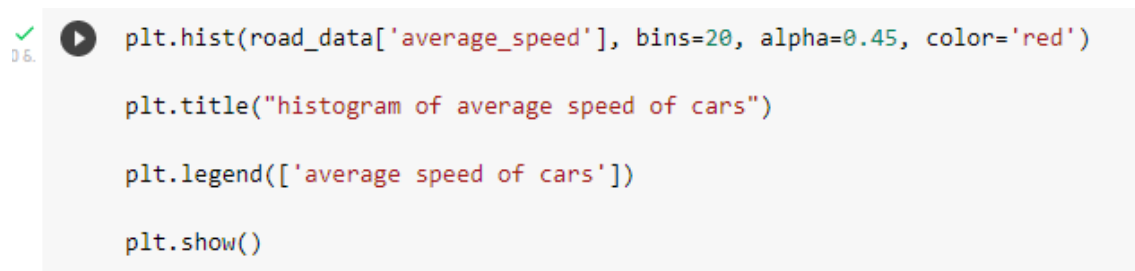 plt.hist(road_data['average_speed'], bins=20, alpha=0.45, color='red')
plt.title("histogram of average speed of cars")
plt.legend(['average speed of cars'])
plt.show()